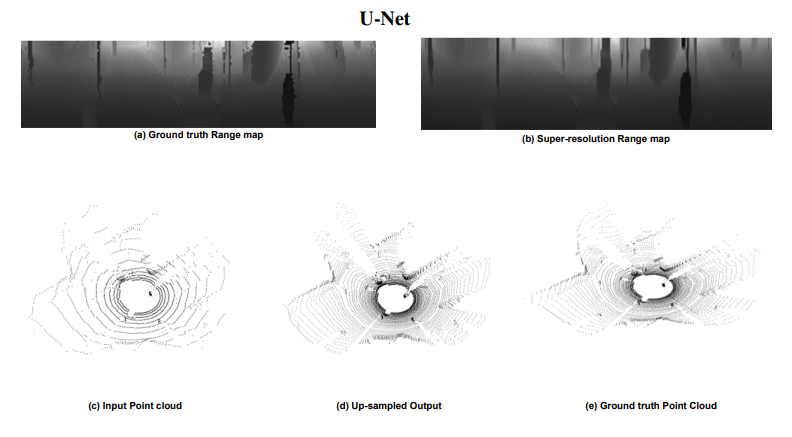 U-Net
(a) Ground truth Range map
(b) Super-resolution Range map
(c) Input Point cloud
(d) Up-sampled Output
(e) Ground truth Point Cloud